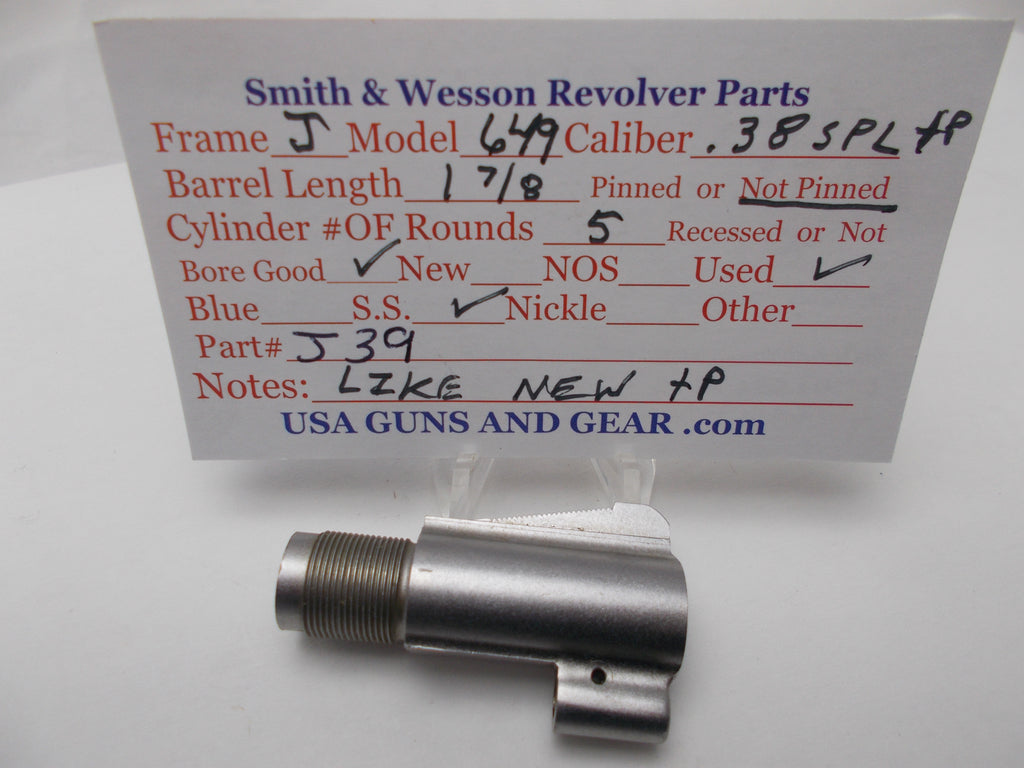 Smith & Wesson Revolver Parts
Frame J Model 649 Caliber .38 SPL +P
Barrel Length 1 7/8 Pinned or Not Pinned
Cylinder #OF Rounds 5 Recessed or Not
Bore Good ✓ New NOS Used ✓
Blue S.S. ✓ Nickle Other
Part# J39
Notes: LIKE NEW +P
USA GUNS AND GEAR .com